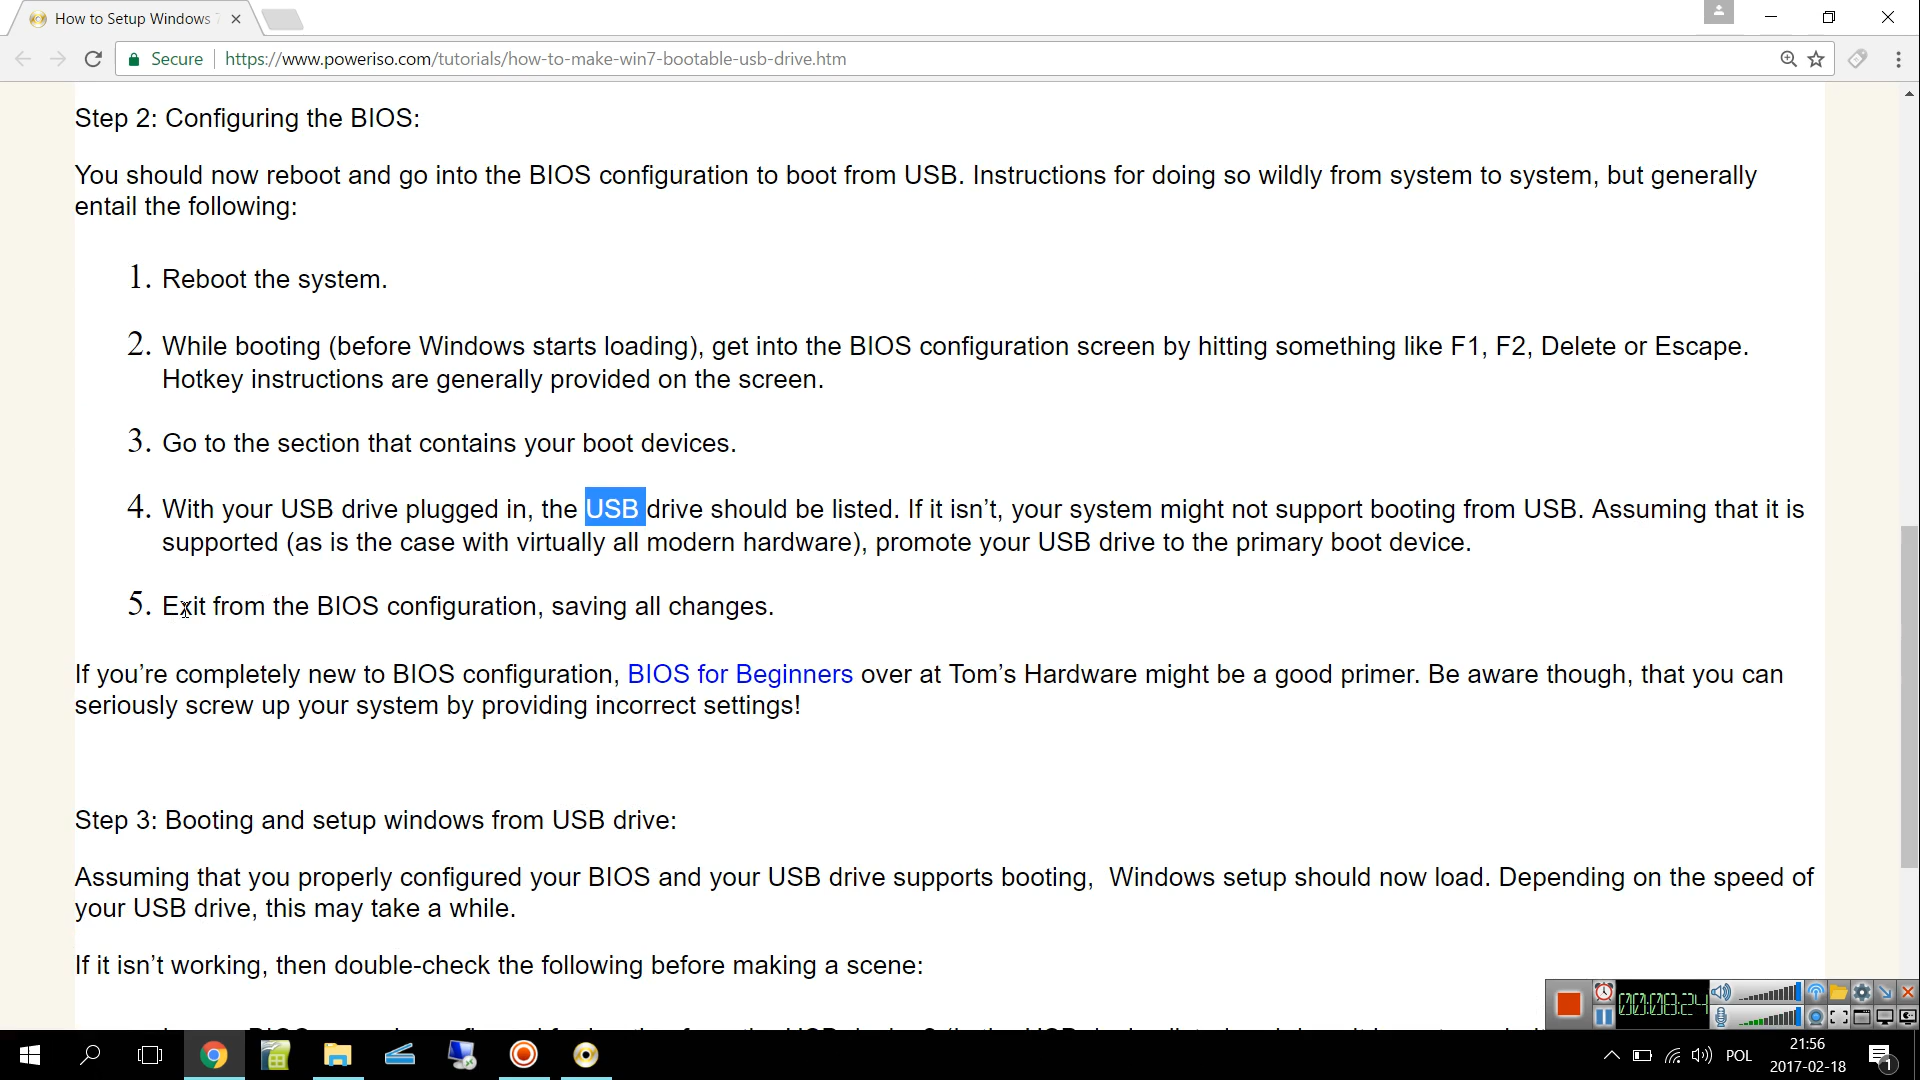 How to Setup Windows 7
Secure
https://www.poweriso.com/tutorials/how-to-make-win7-bootable-usb-drive.htm
Step 2: Configuring the BIOS:
You should now reboot and go into the BIOS configuration to boot from USB. Instructions for doing so wildly from system to system, but generally
entail the following:
1. Reboot the system.
2. While booting (before Windows starts loading), get into the BIOS configuration screen by hitting something like F1, F2, Delete or Escape.
Hotkey instructions are generally provided on the screen.
3. Go to the section that contains your boot devices.
4. With your USB drive plugged in, the USB drive should be listed. If it isn’t, your system might not support booting from USB. Assuming that it is
supported (as is the case with virtually all modern hardware), promote your USB drive to the primary boot device.
5. Exit from the BIOS configuration, saving all changes.
If you’re completely new to BIOS configuration, BIOS for Beginners over at Tom’s Hardware might be a good primer. Be aware though, that you can
seriously screw up your system by providing incorrect settings!
Step 3: Booting and setup windows from USB drive:
Assuming that you properly configured your BIOS and your USB drive supports booting,  Windows setup should now load. Depending on the speed of
your USB drive, this may take a while.
If it isn’t working, then double-check the following before making a scene:
00:08:24
POL
21:56
2017-02-18
1